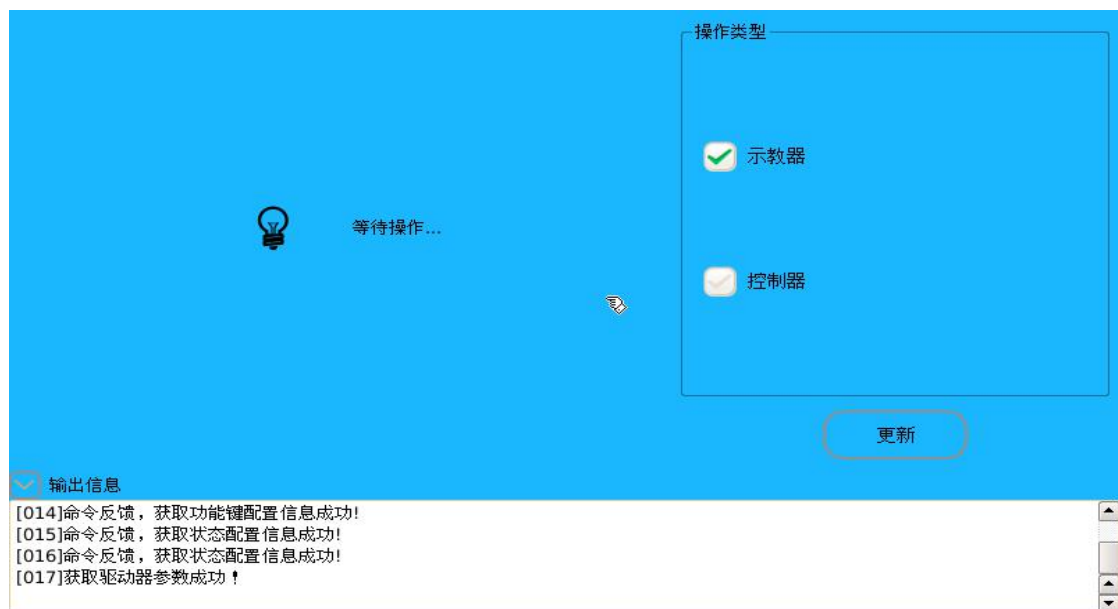 操作类型
示教器
等待操作...
控制器
更新
输出信息
[014]命令反馈，获取功能键配置信息成功!
[015]命令反馈，获取状态配置信息成功!
[016]命令反馈，获取状态配置信息成功!
[017]获取驱动器参数成功！